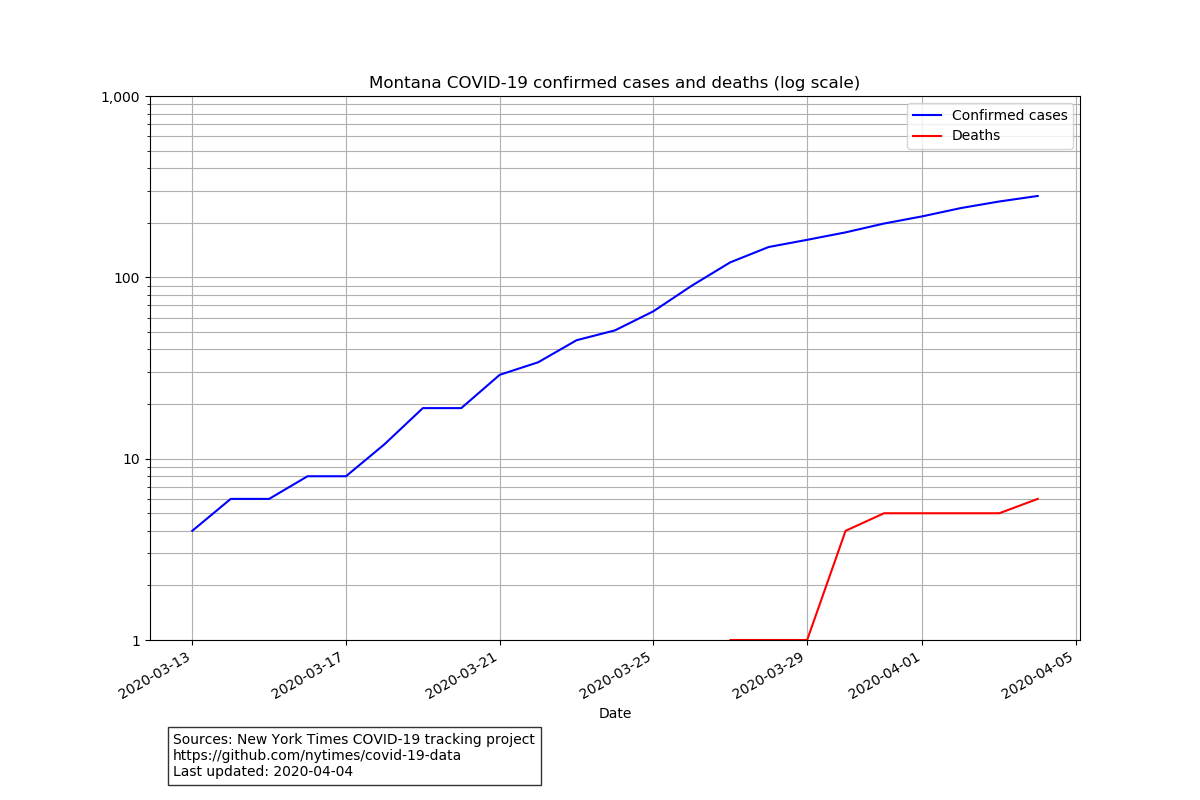 Montana COVID-19 confirmed cases and deaths (log scale)
1,000
100
10
1
Confirmed cases
Deaths
2020-03-13
2020-03-17
2020-03-21
2020-03-25
2020-03-29
2020-04-01
2020-04-05
Date
Sources: New York Times COVID-19 tracking project
https://github.com/nytimes/covid-19-data
Last updated: 2020-04-04